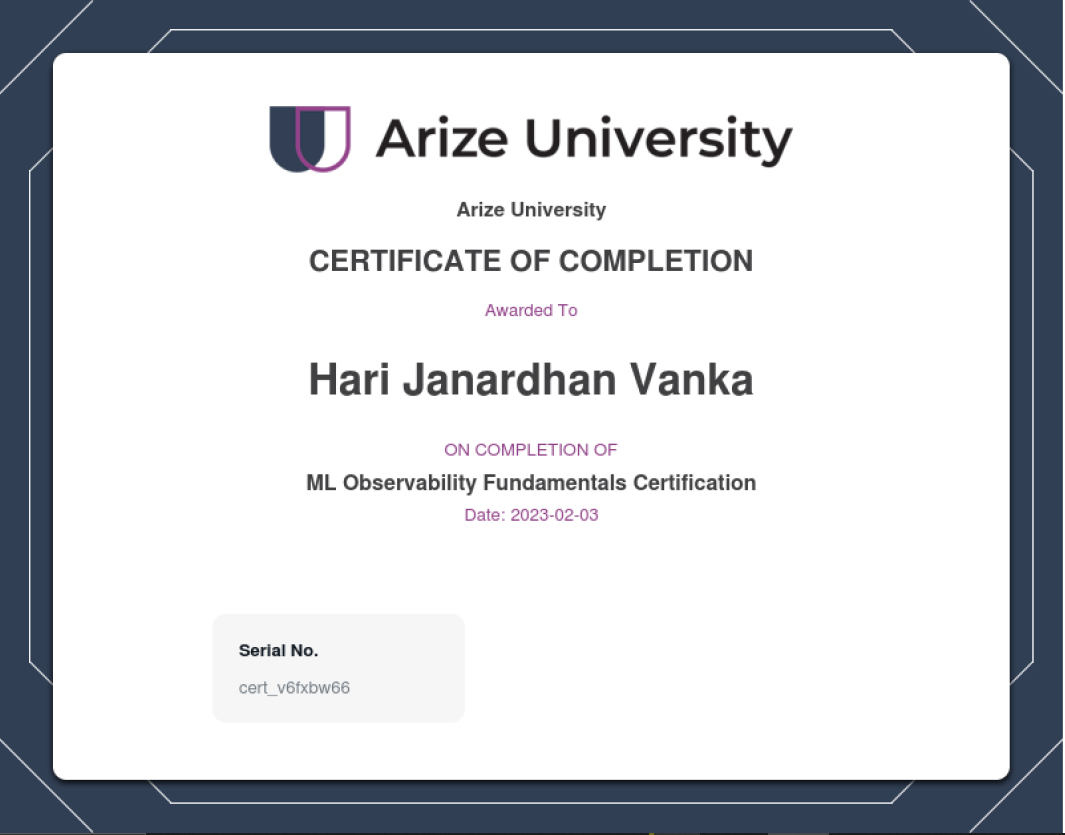 Arize University
Arize University
CERTIFICATE OF COMPLETION
Awarded To
Hari Janardhan Vanka
ON COMPLETION OF
ML Observability Fundamentals Certification
Date: 2023-02-03
Serial No.
cert_v6fxbw66